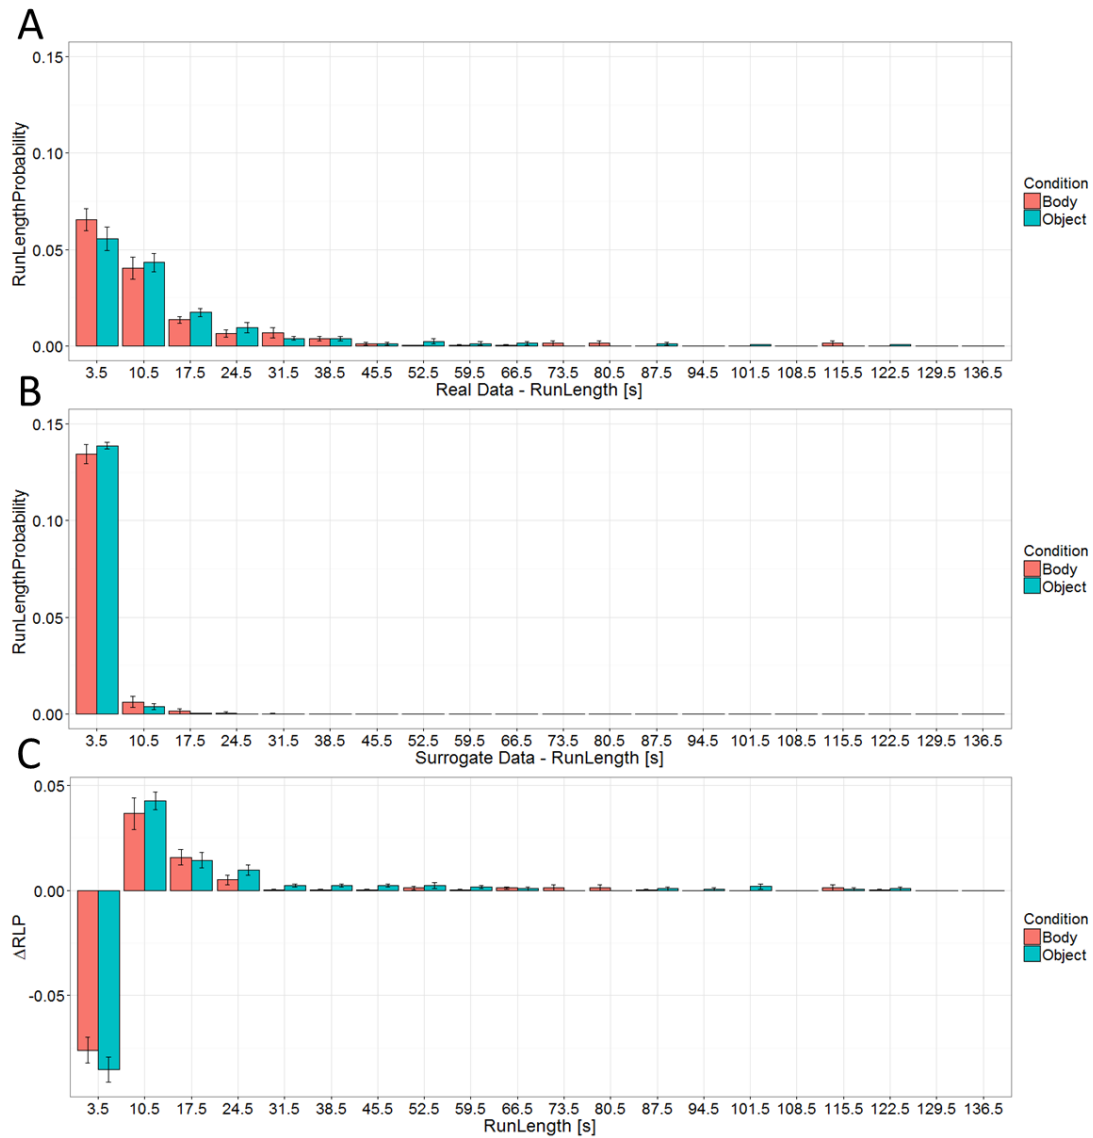 A
0.15
0.10
0.05
0.00
RunLengthProbability
3.5 10.5 17.5 24.5 31.5 38.5 45.5 52.5 59.5 66.5 73.5 80.5 87.5 94.5 101.5 108.5 115.5 122.5 129.5 136.5
Real Data - RunLength [s]
Condition
Body
Object
B
0.15
0.10
0.05
0.00
RunLengthProbability
3.5 10.5 17.5 24.5 31.5 38.5 45.5 52.5 59.5 66.5 73.5 80.5 87.5 94.5 101.5 108.5 115.5 122.5 129.5 136.5
Surrogate Data - RunLength [s]
Condition
Body
Object
C
0.05
0.00
-0.05
ΔRLP
3.5 10.5 17.5 24.5 31.5 38.5 45.5 52.5 59.5 66.5 73.5 80.5 87.5 94.5 101.5 108.5 115.5 122.5 129.5 136.5
RunLength [s]
Condition
Body
Object